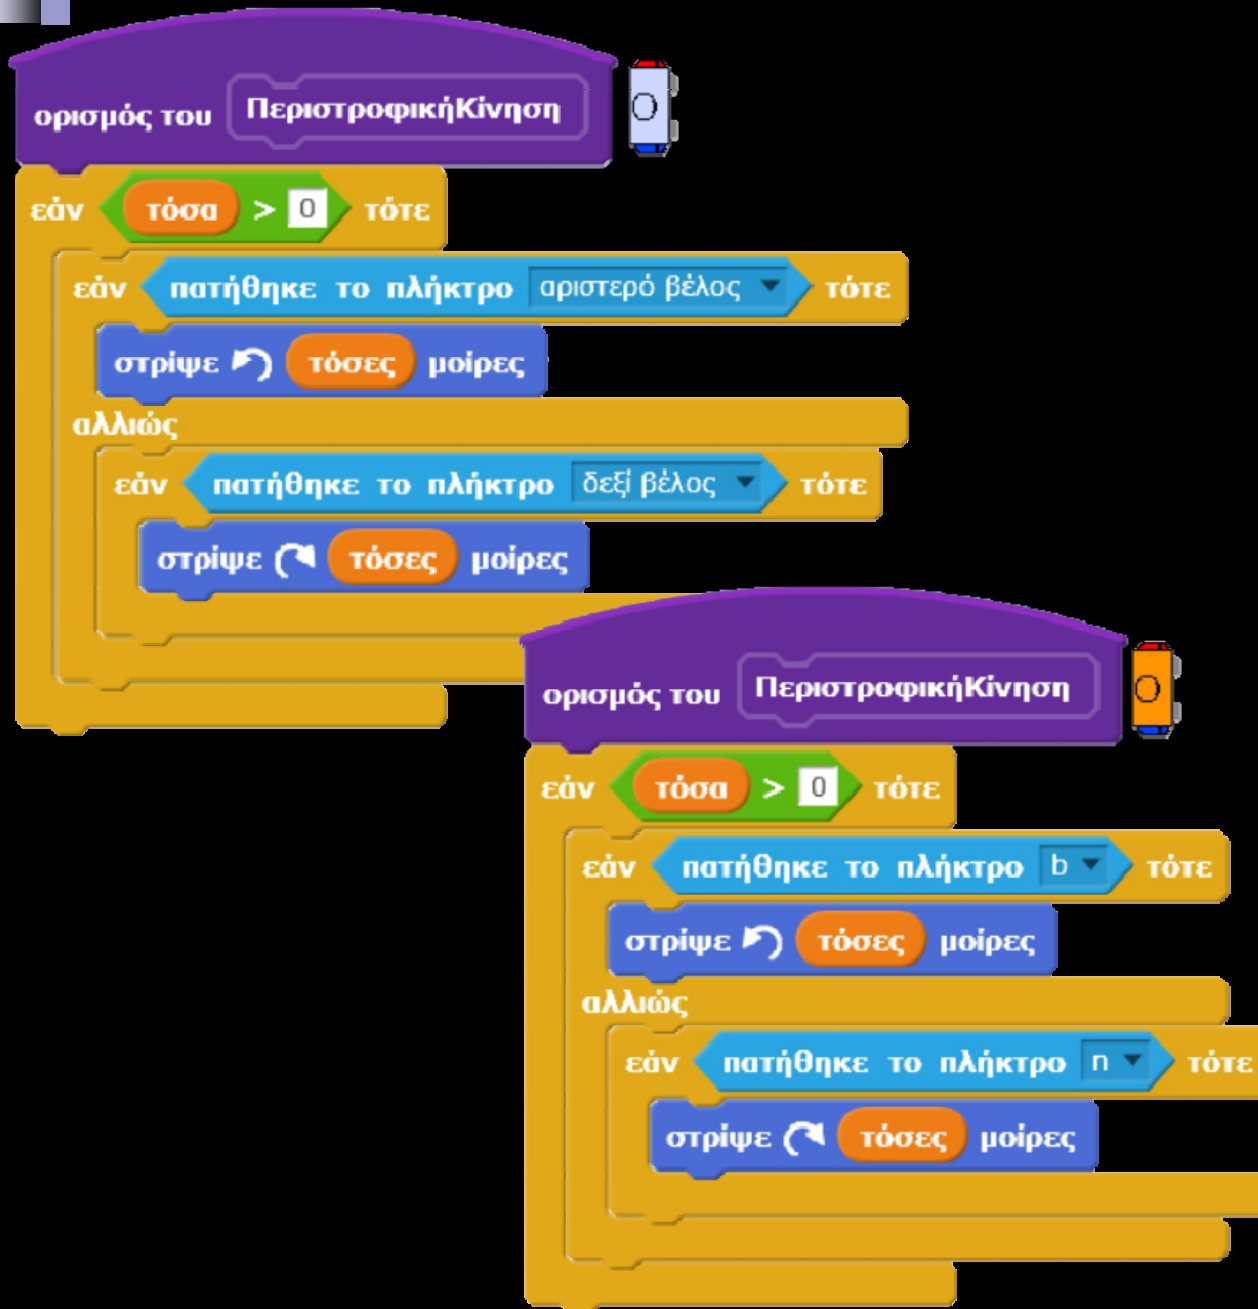 ορισμός του ΠεριστροφικήΚίνηση
εάν τόσα > 0 τότε
εάν πατήθηκε το πλήκτρο αριστερό βέλος τότε
στρίψε τόσες μοίρες
αλλιώς
εάν πατήθηκε το πλήκτρο δεξί βέλος τότε
στρίψε τόσες μοίρες
ορισμός του ΠεριστροφικήΚίνηση
εάν τόσα > 0 τότε
εάν πατήθηκε το πλήκτρο b τότε
στρίψε τόσες μοίρες
αλλιώς
εάν πατήθηκε το πλήκτρο n τότε
στρίψε τόσες μοίρες